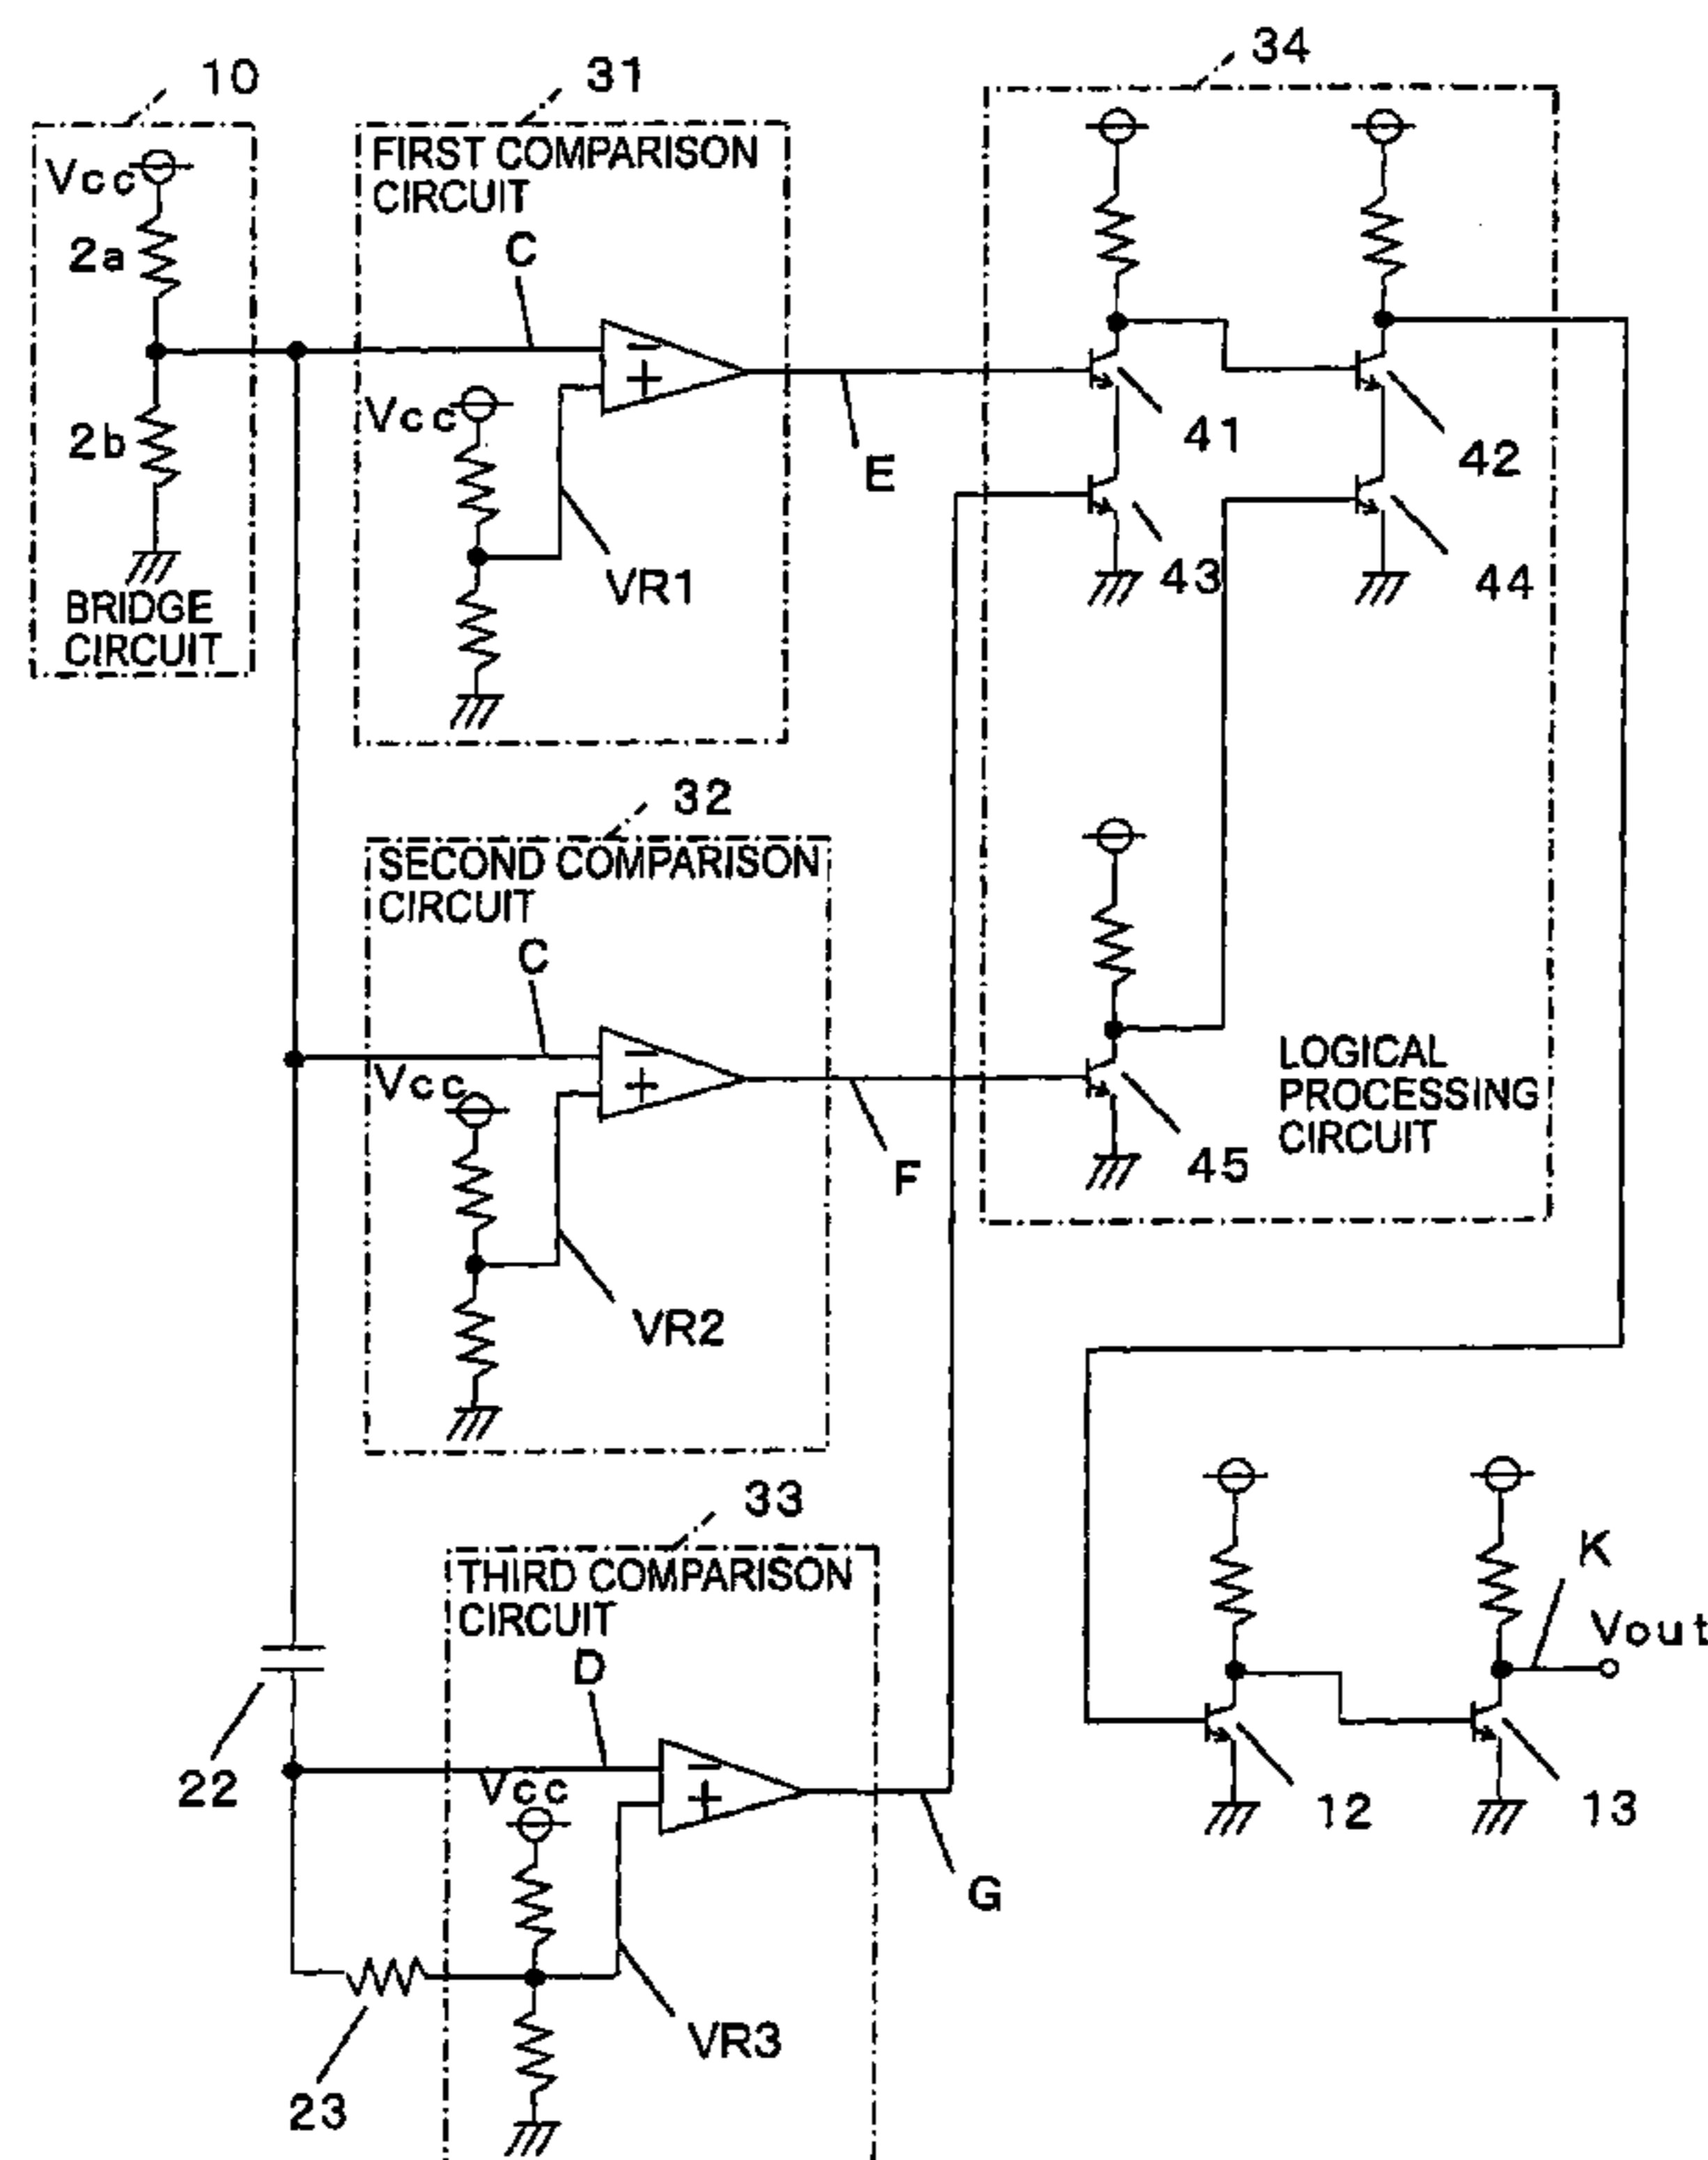 10
31
34
Vcc
2a
2b
BRIDGE
CIRCUIT
FIRST COMPARISON
CIRCUIT
C
Vcc
VR1
E
41
42
43
44
32
SECOND COMPARISON
CIRCUIT
C
Vcc
VR2
F
45
LOGICAL
PROCESSING
CIRCUIT
33
THIRD COMPARISON
CIRCUIT
D
Vcc
22
23
VR3
G
K
Vout
12
13